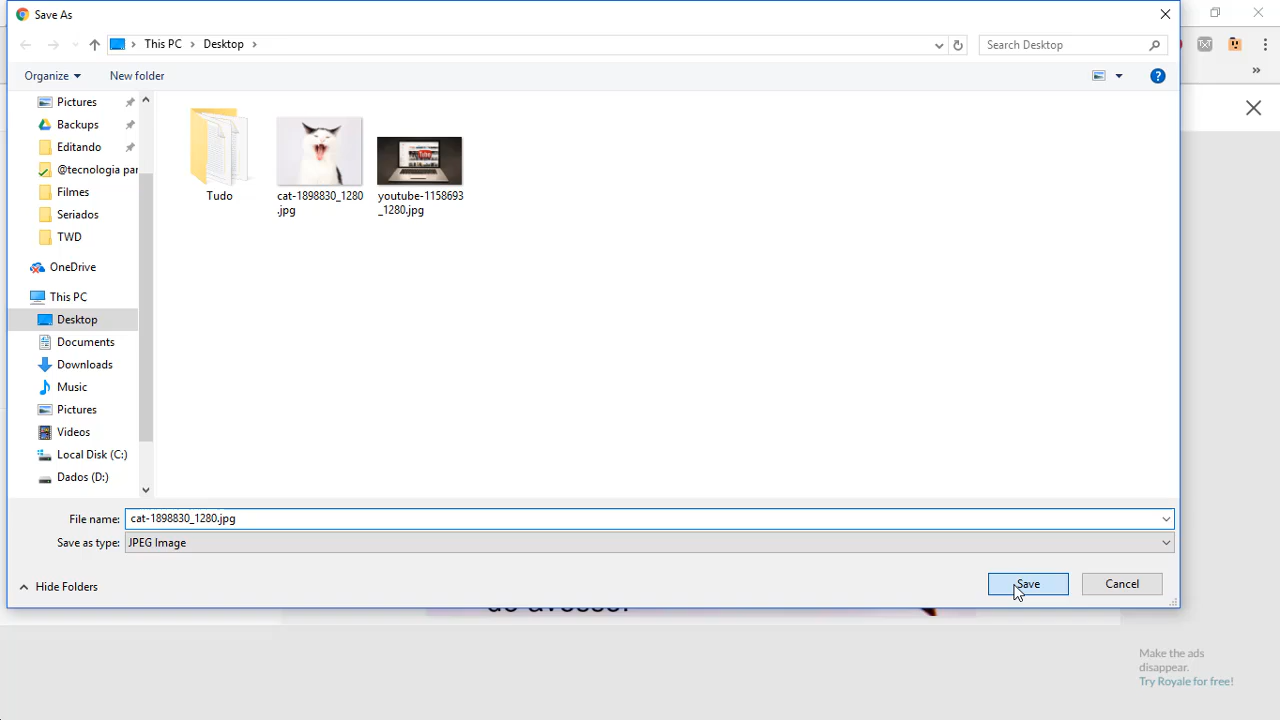 Save As
This PC
Desktop
Search Desktop
Organize
New folder
»
Pictures
Backups
Editando
@tecnologia par
Filmes
Seriados
TWD
OneDrive
This PC
Desktop
Documents
Downloads
Music
Pictures
Videos
Local Disk (C:)
Dados (D:)
Tudo
cat-1898830_1280
.jpg
youtube-1158693
_1280.jpg
File name:
cat-1898830_1280.jpg
Save as type:
JPEG Image
Hide Folders
Save
Cancel
do avesso.
Make the ads
disappear.
Try Royale for free!